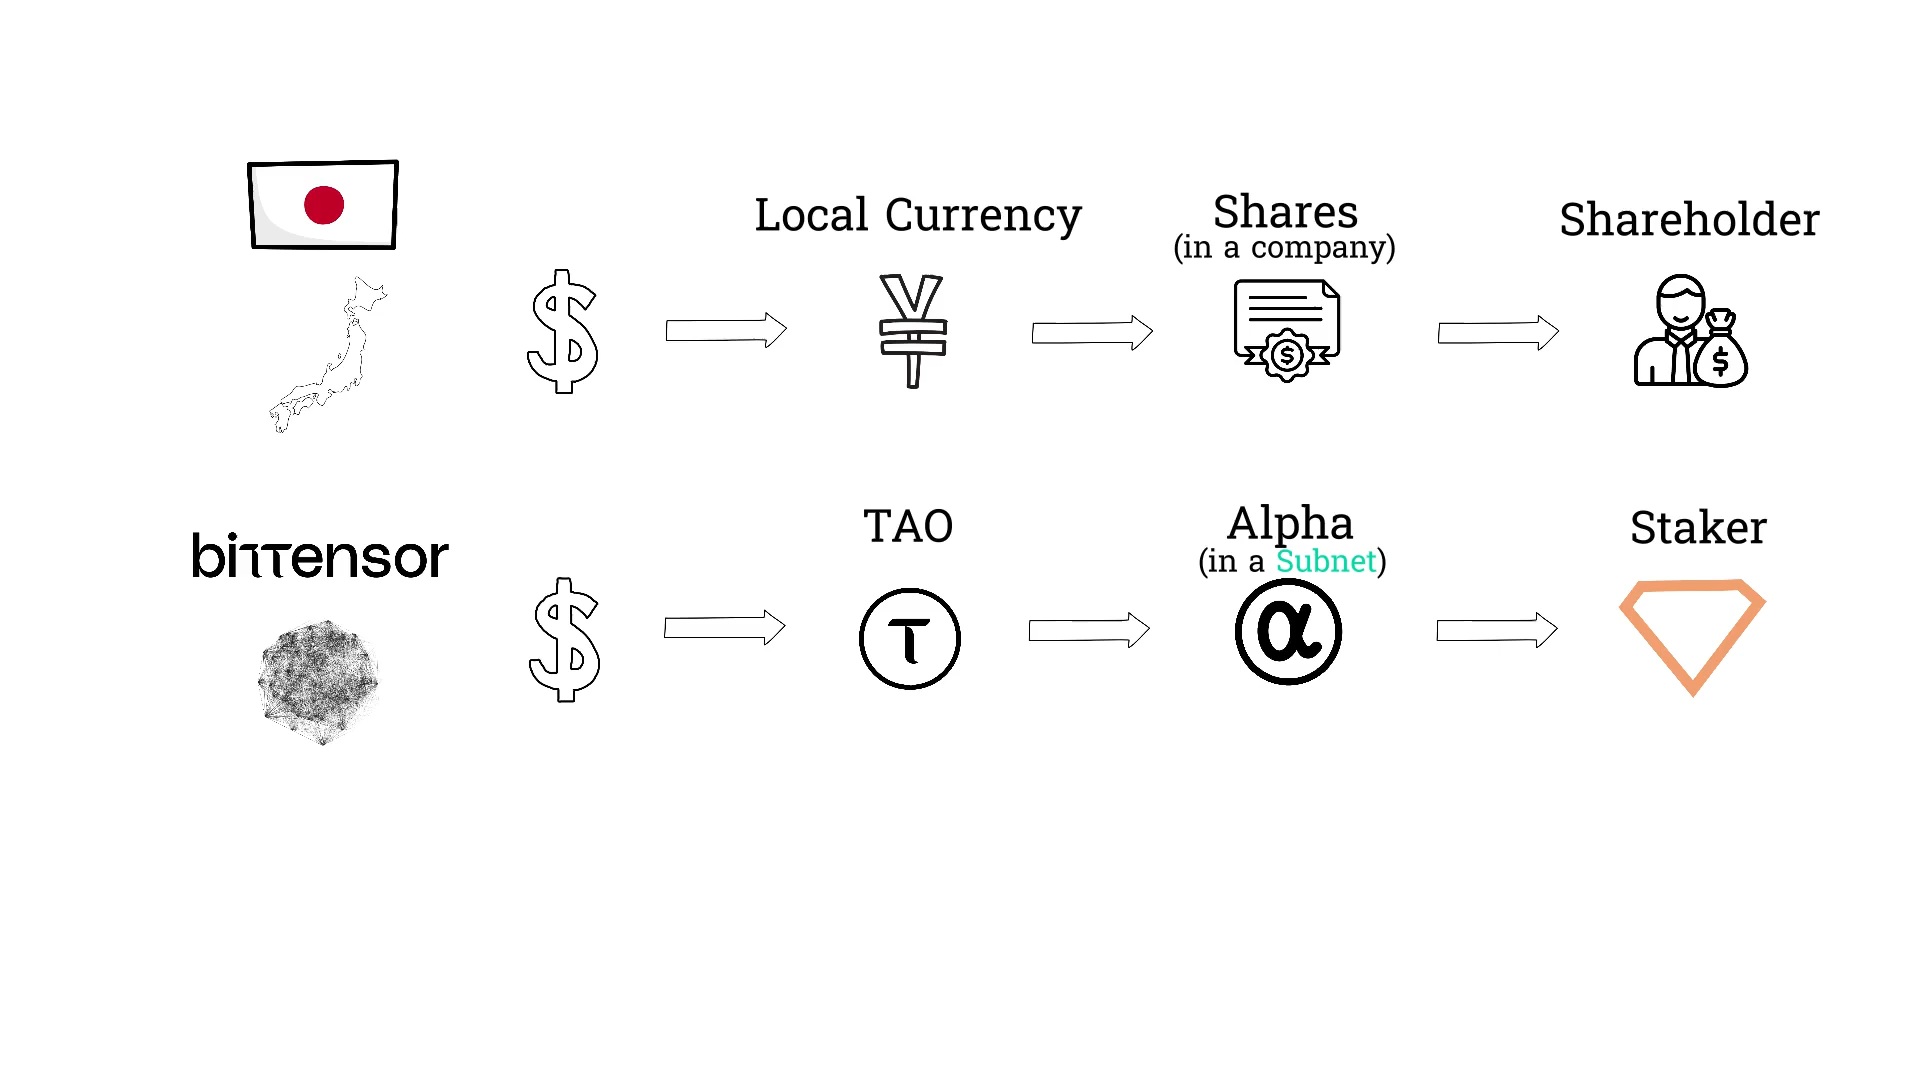 Local Currency
Shares
(in a company)
Shareholder
$
¥
$
$
bittensor
TAO
Alpha
(in a Subnet)
Staker
$
τ
α